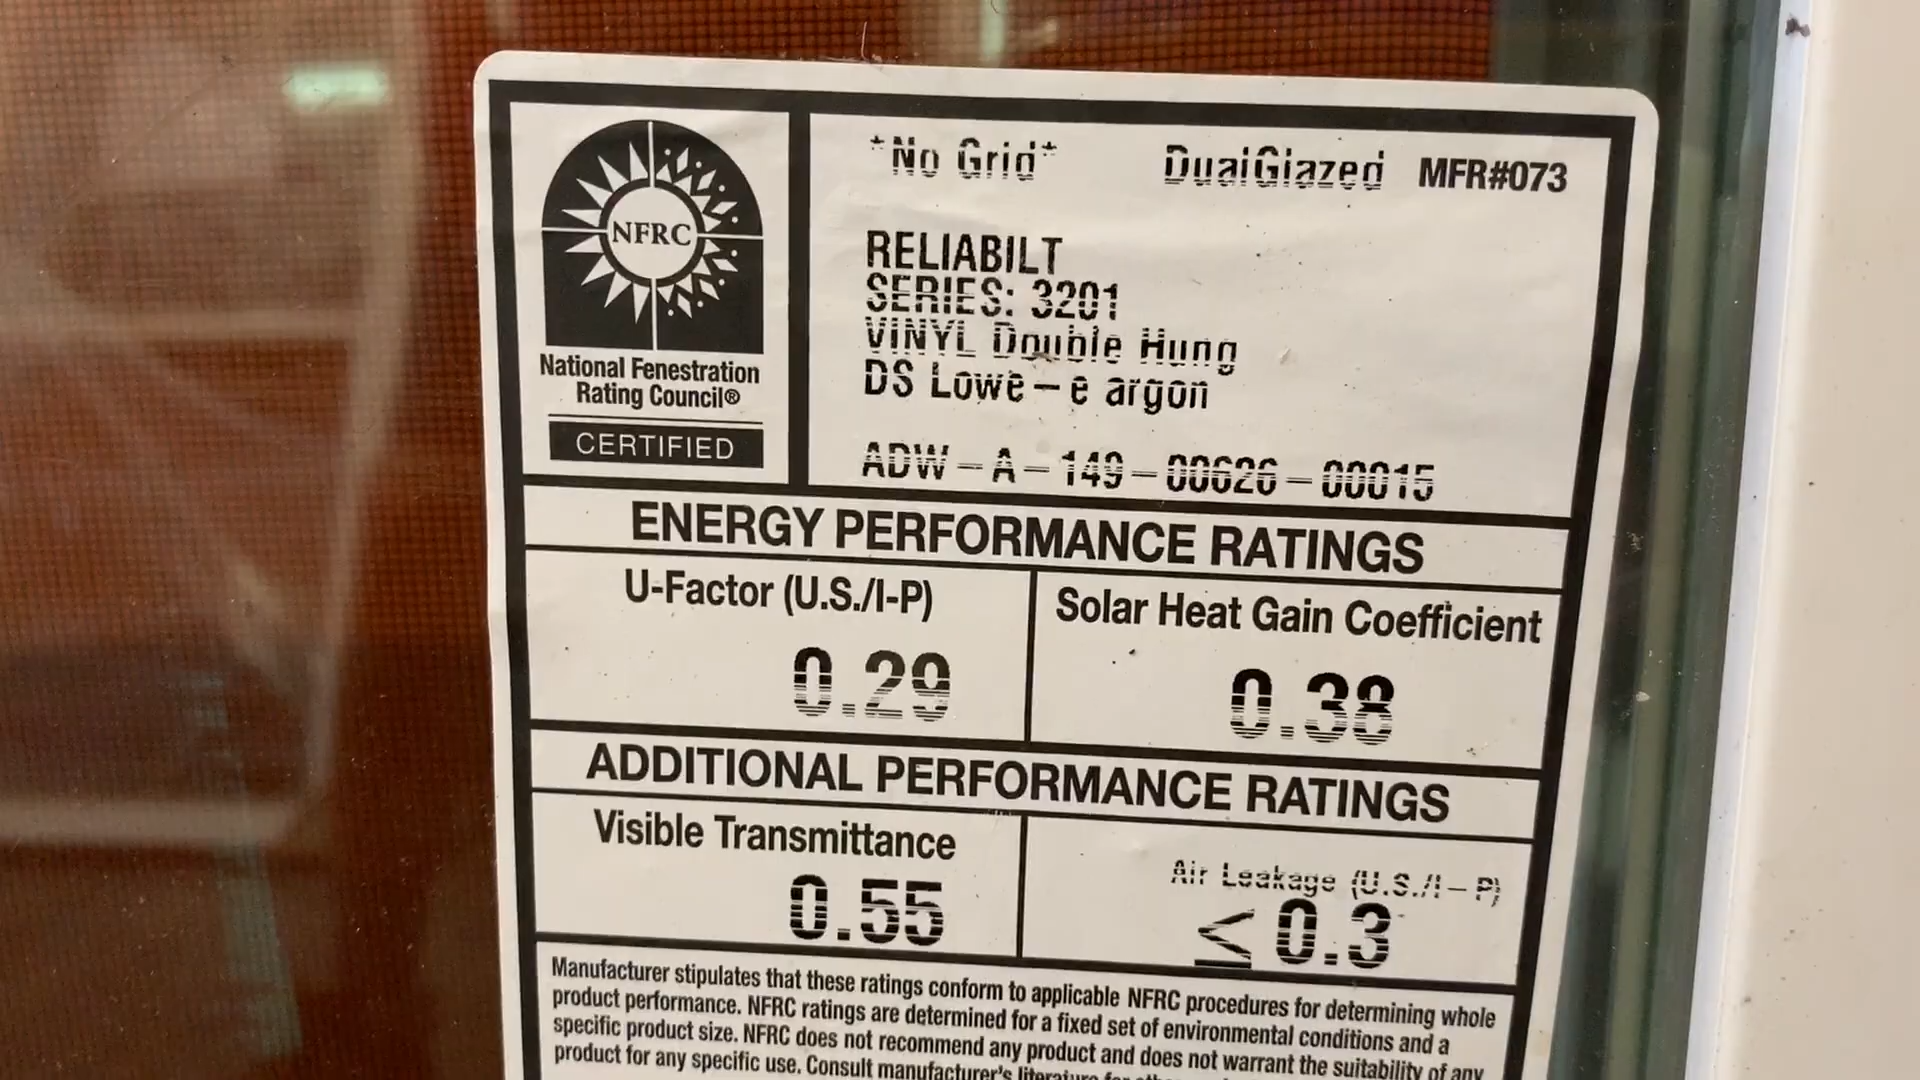 *No Grid* DualGlazed MFR#073
RELIABILT
SERIES: 3201
VINYL Double Hung
DS Lowe-e argon
ADW-A-149-00626-00015
NFRC
National Fenestration
Rating Council®
CERTIFIED
ENERGY PERFORMANCE RATINGS
U-Factor (U.S./I-P)
0.29
Solar Heat Gain Coefficient
0.38
ADDITIONAL PERFORMANCE RATINGS
Visible Transmittance
0.55
Air Leakage (U.S./I-P)
≤0.3
Manufacturer stipulates that these ratings conform to applicable NFRC procedures for determining whole
product performance. NFRC ratings are determined for a fixed set of environmental conditions and a
specific product size. NFRC does not recommend any product and does not warrant the suitability of any
product for any specific use. Consult manufacturer's literature